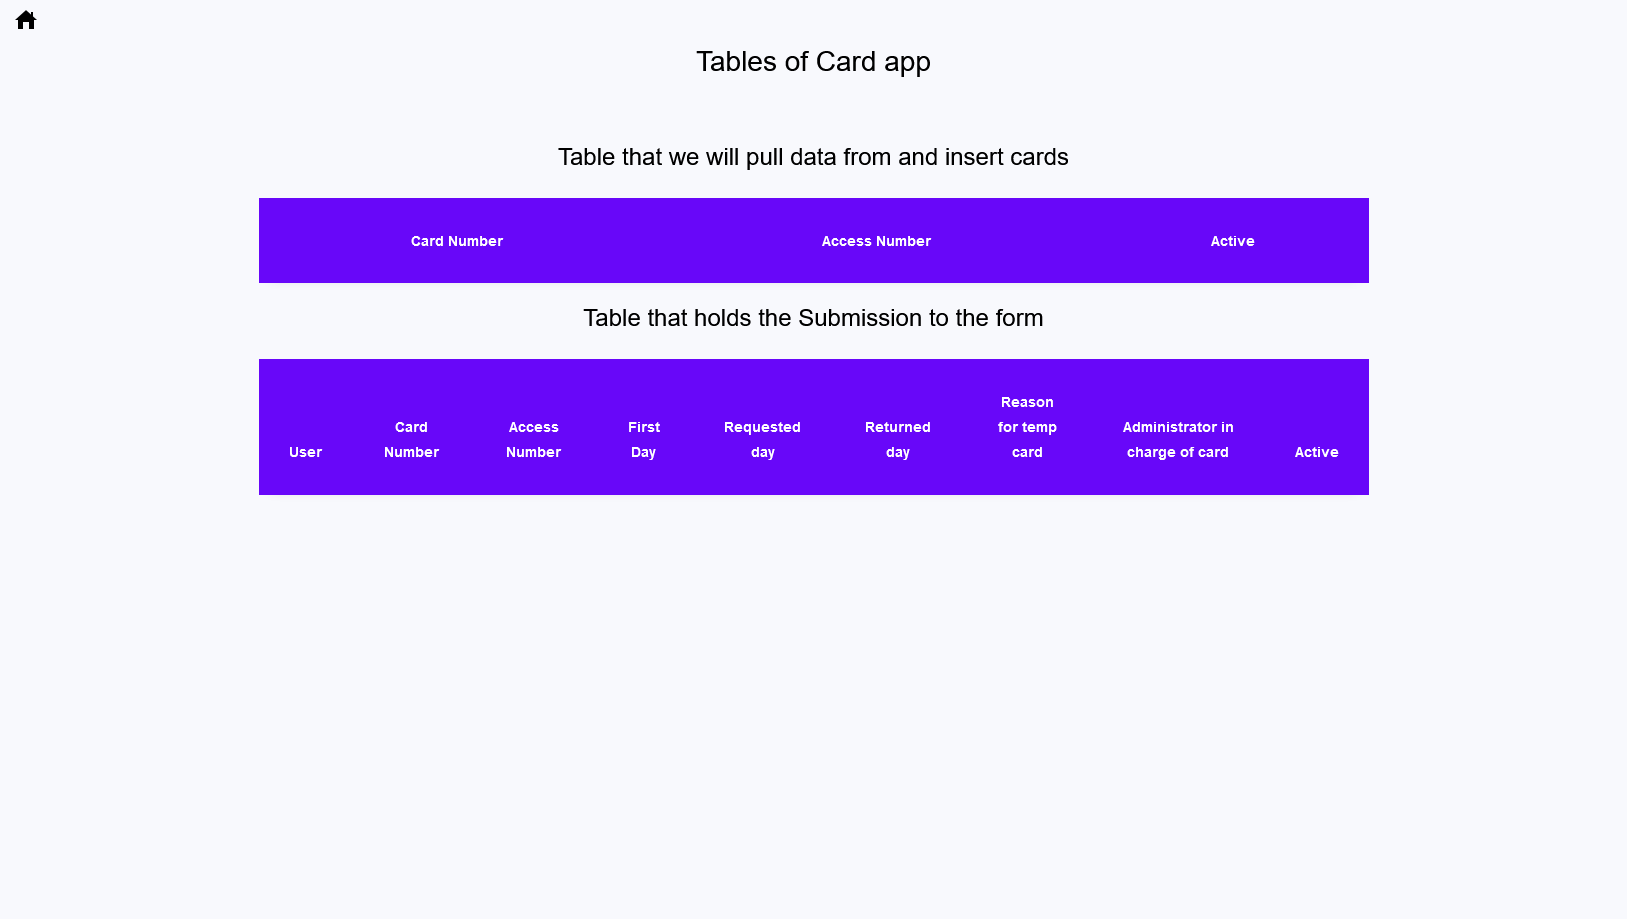 Tables of Card app
Table that we will pull data from and insert cards
Card Number Access Number Active
Table that holds the Submission to the form
User
Card
Number
Access
Number
First
Day
Requested
day
Returned
day
Reason
for temp
card
Administrator in
charge of card
Active